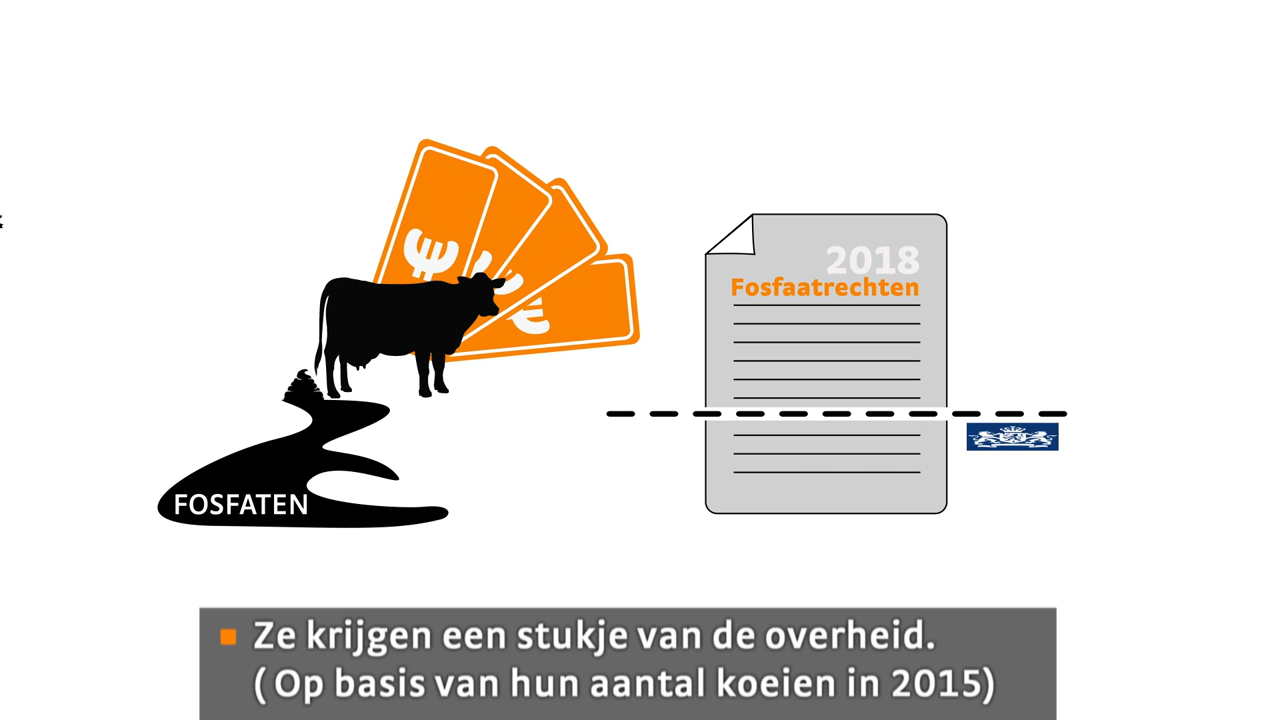 2018
Fosfaatrechten
FOSFATEN
Ze krijgen een stukje van de overheid.
( Op basis van hun aantal koeien in 2015)